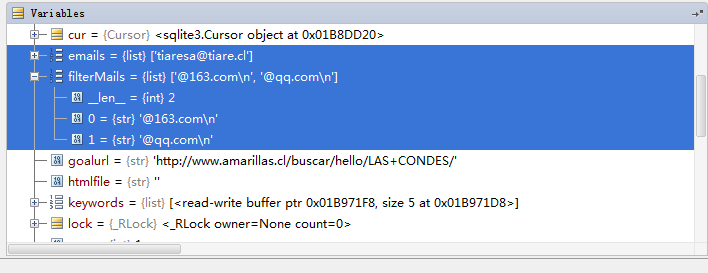 Variables
cur = {Cursor} <sqlite3.Cursor object at 0x01B8DD20>
emails = {list} ['tiaresa@tiare.cl']
filterMails = {list} ['@163.com\n', '@qq.com\n']
__len__ = {int} 2
0 = {str} '@163.com\n'
1 = {str} '@qq.com\n'
goalurl = {str} 'http://www.amarillas.cl/buscar/hello/LAS+CONDES/'
htmlfile = {str} ''
keywords = {list} [<read-write buffer ptr 0x01B971F8, size 5 at 0x01B971D8>]
lock = {_RLock} <_RLock owner=None count=0>